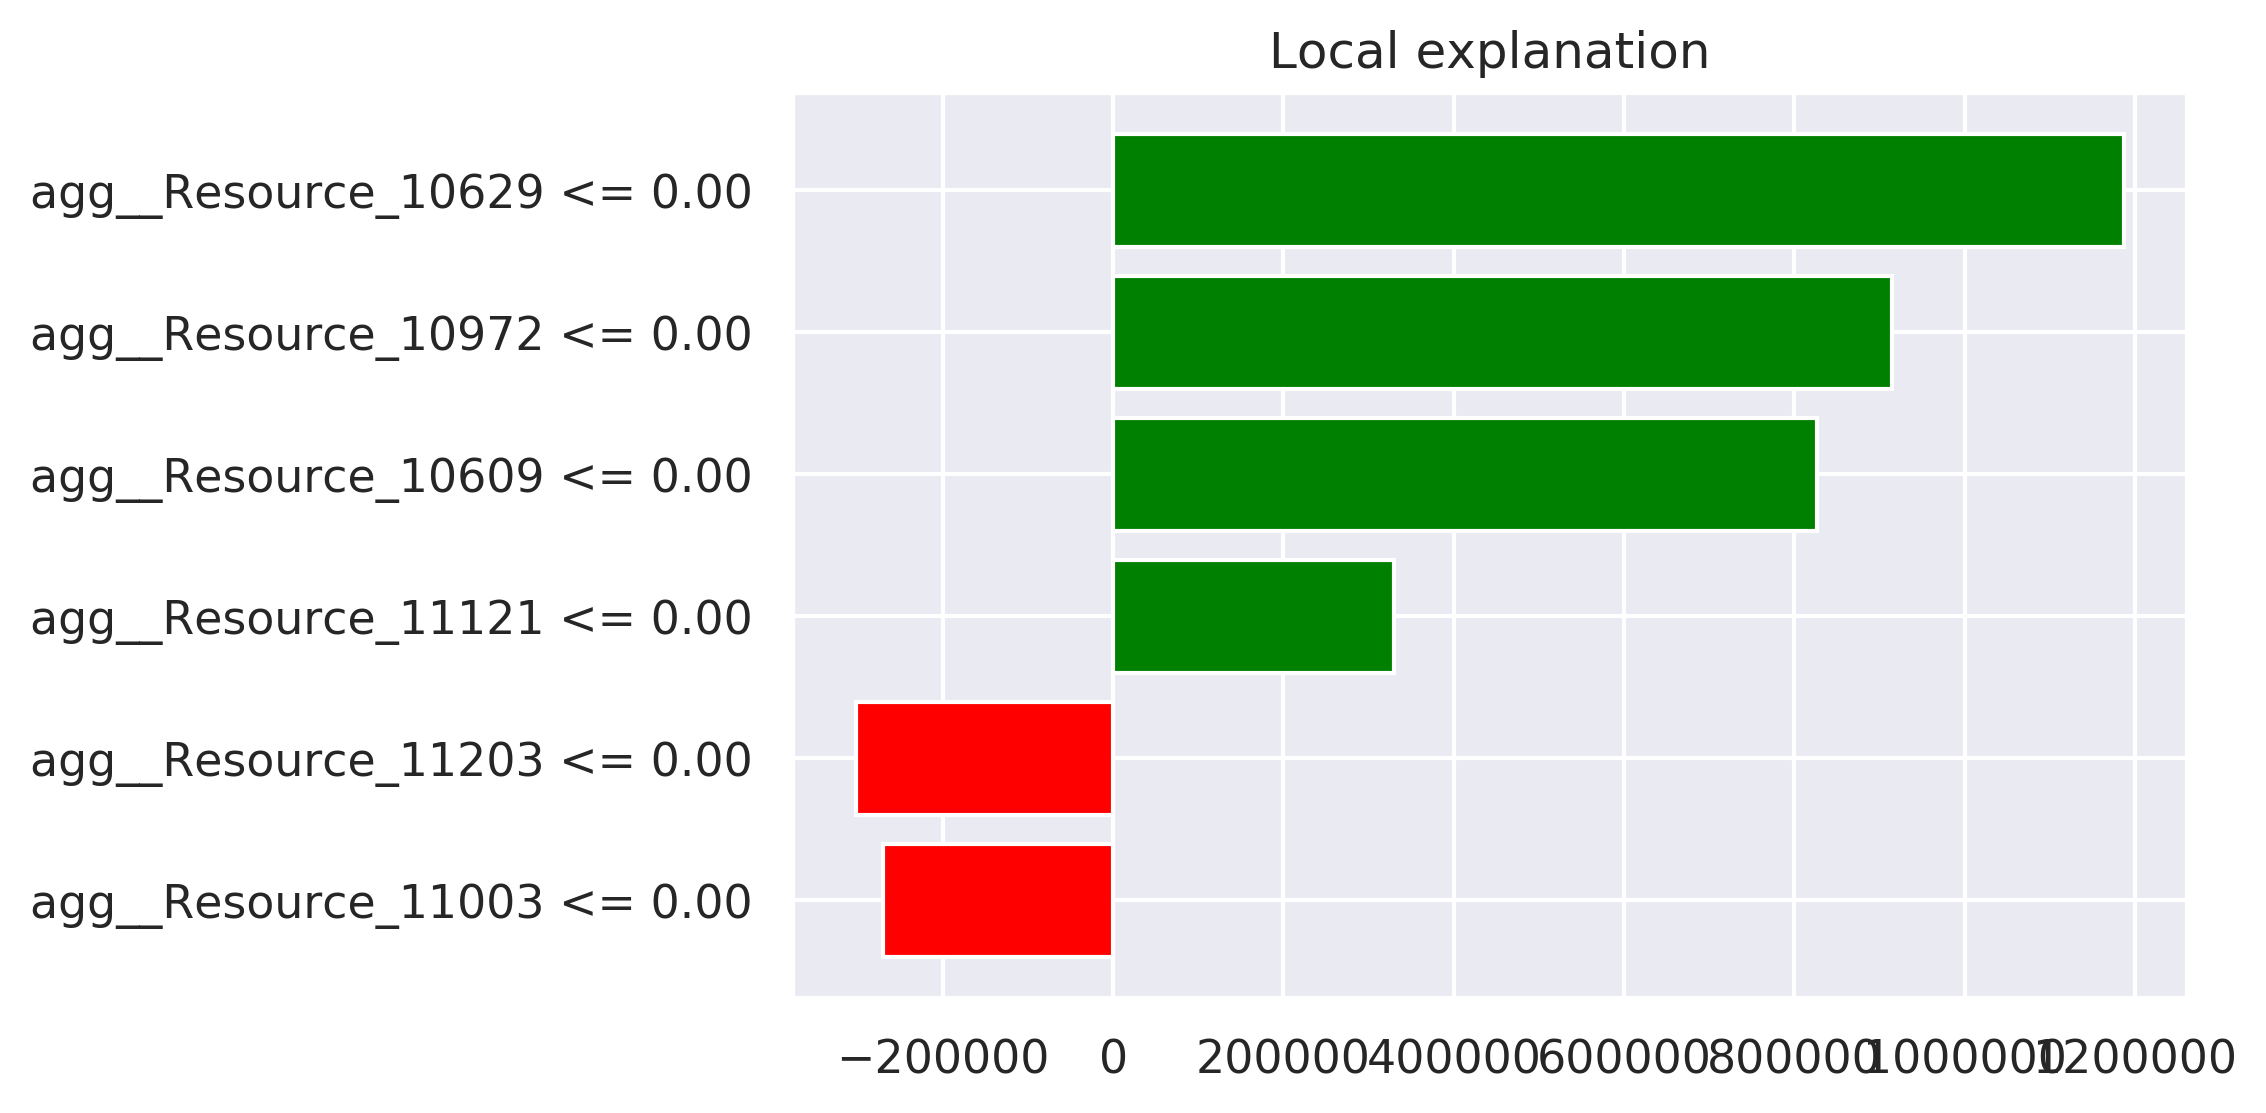 Local explanation
agg__Resource_10629 <= 0.00
agg__Resource_10972 <= 0.00
agg__Resource_10609 <= 0.00
agg__Resource_11121 <= 0.00
agg__Resource_11203 <= 0.00
agg__Resource_11003 <= 0.00
−200000 0 200000 400000 600000 800000 1000000 1200000